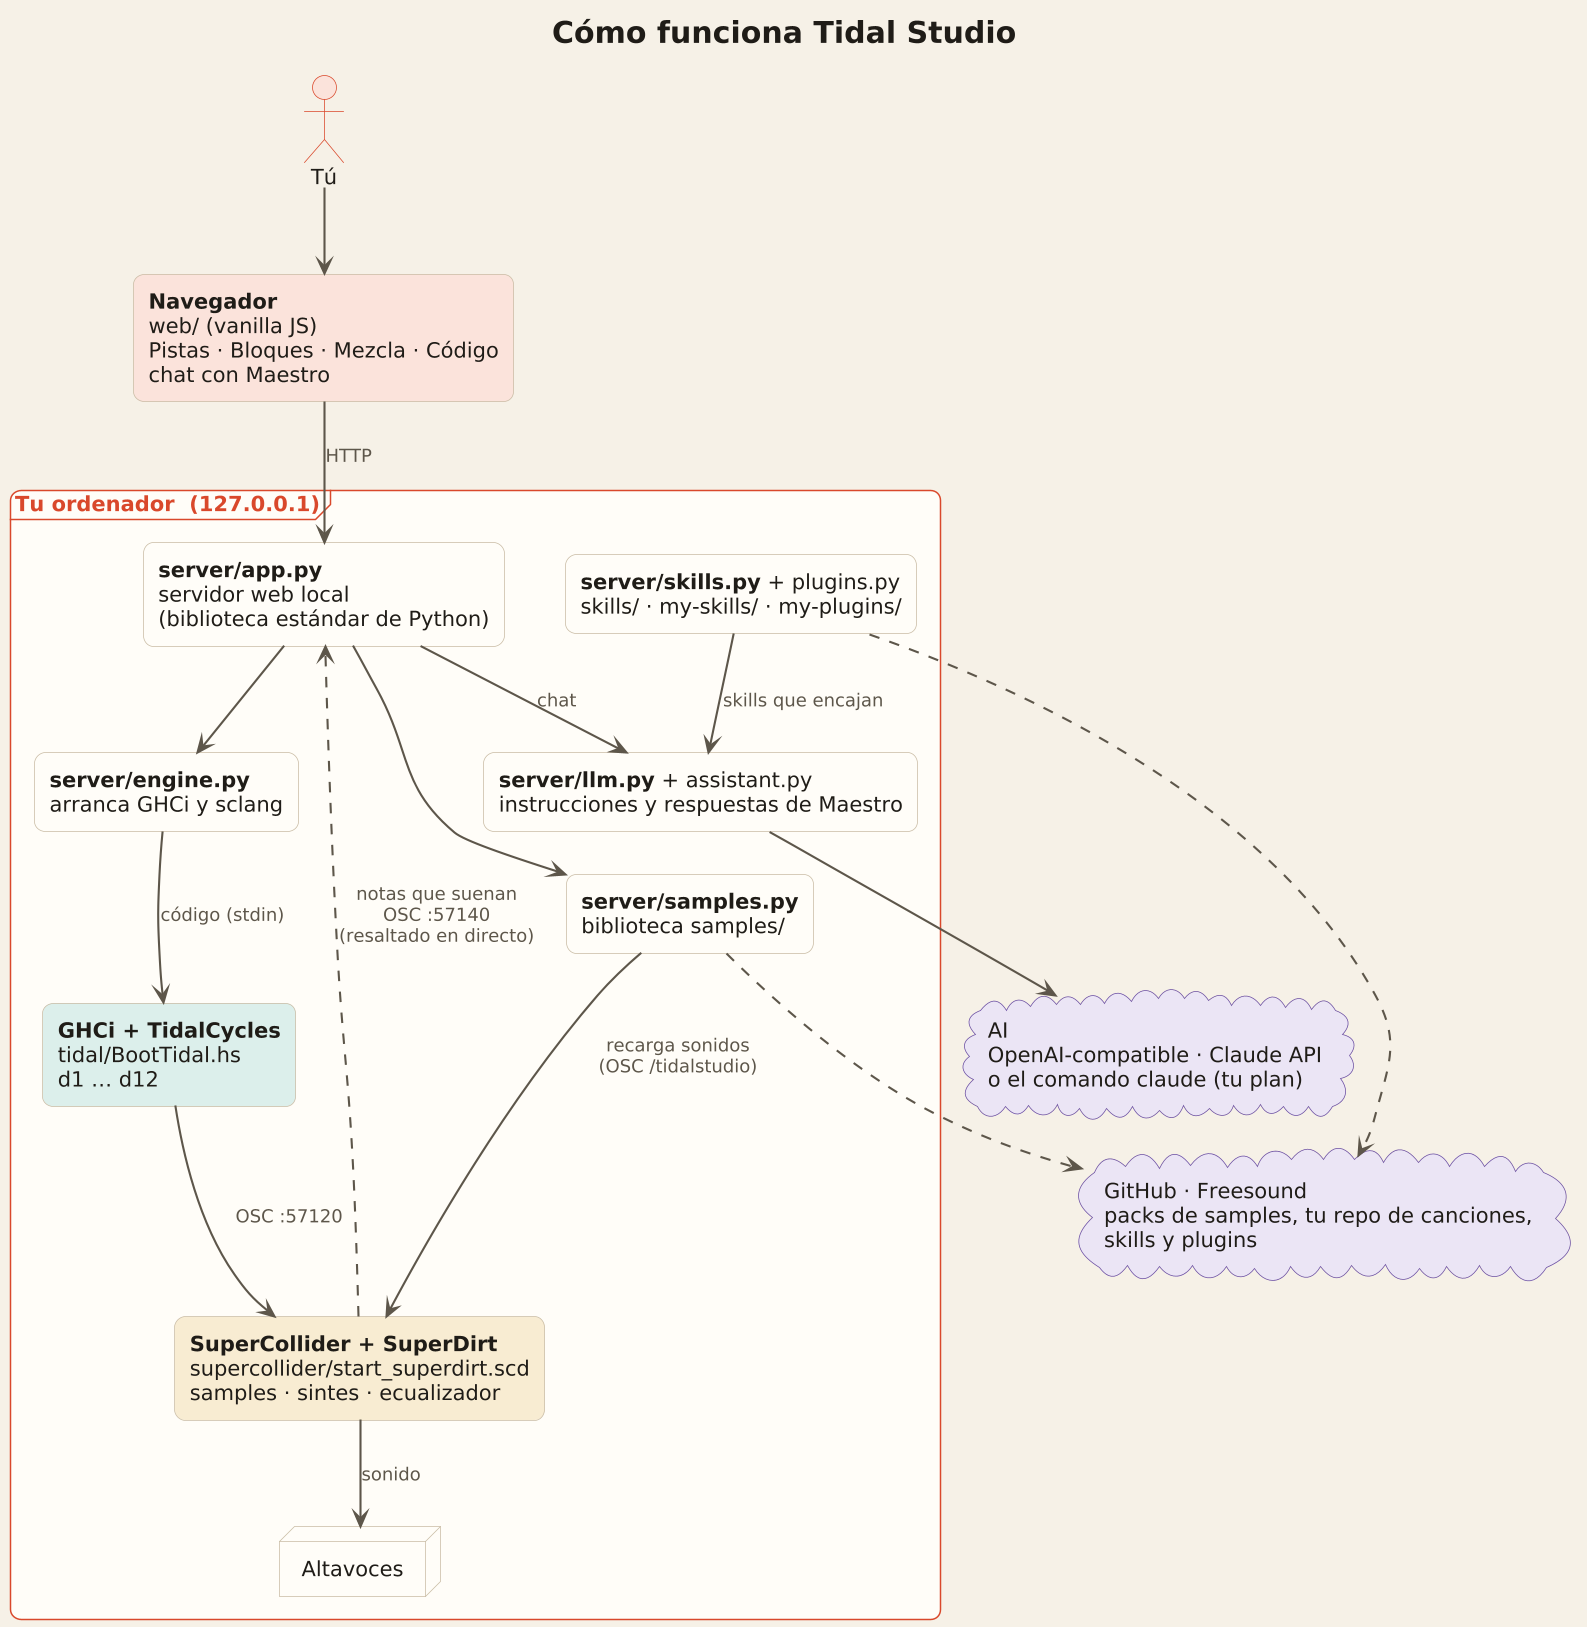 Cómo funciona Tidal Studio
Tú
Navegador
web/ (vanilla JS)
Pistas · Bloques · Mezcla · Código
chat con Maestro
HTTP
Tu ordenador (127.0.0.1)
server/app.py
servidor web local
(biblioteca estándar de Python)
server/skills.py + plugins.py
skills/ · my-skills/ · my-plugins/
chat
skills que encajan
server/engine.py
arranca GHCi y sclang
server/llm.py + assistant.py
instrucciones y respuestas de Maestro
código (stdin)
notas que suenan
OSC :57140
(resaltado en directo)
server/samples.py
biblioteca samples/
GHCi + TidalCycles
tidal/BootTidal.hs
d1 … d12
recarga sonidos
(OSC /tidalstudio)
AI
OpenAI-compatible · Claude API
o el comando claude (tu plan)
GitHub · Freesound
packs de samples, tu repo de canciones,
skills y plugins
OSC :57120
SuperCollider + SuperDirt
supercollider/start_superdirt.scd
samples · sintes · ecualizador
sonido
Altavoces